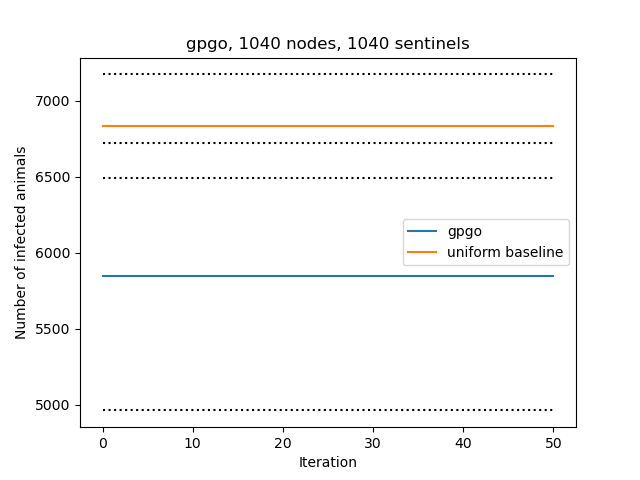 gpgo, 1040 nodes, 1040 sentinels
Number of infected animals
7000
6500
6000
5500
5000
gpgo
uniform baseline
0 10 20 30 40 50
Iteration